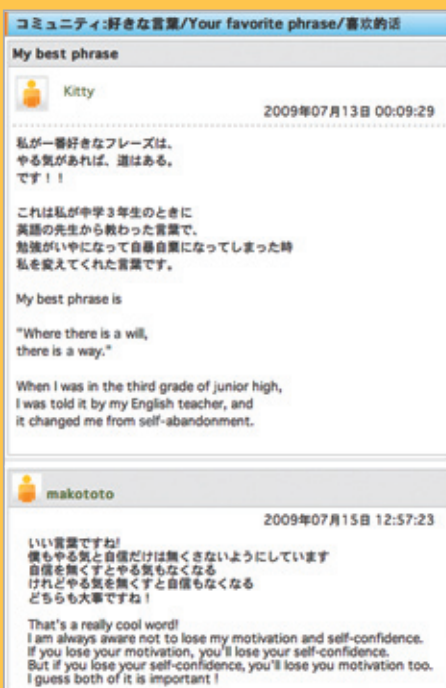 コミュニティ:好きな言葉/Your favorite phrase/喜欢的话
My best phrase
Kitty
2009年07月13日 00:09:29
私が一番好きなフレーズは、
やる気があれば、道はある。
です！！
これは私が中学３年生のときに
英語の先生から教わった言葉で、
勉強がいやになって自暴自棄になってしまった時
私を変えてくれた言葉です。
My best phrase is
"Where there is a will,
there is a way."
When I was in the third grade of junior high,
I was told it by my English teacher, and
it changed me from self-abandonment.
makototo
2009年07月15日 12:57:23
いい言葉ですね!
僕もやる気と自信だけは無くさないようにしています
自信を無くすとやる気もなくなる
けれどやる気を無くすと自信もなくなる
どちらも大事ですね！
That's a really cool word!
I am always aware not to lose my motivation and self-confidence.
If you lose your motivation, you'll lose your self-confidence.
But if you lose your self-confidence, you'll lose you motivation too.
I guess both of it is important !